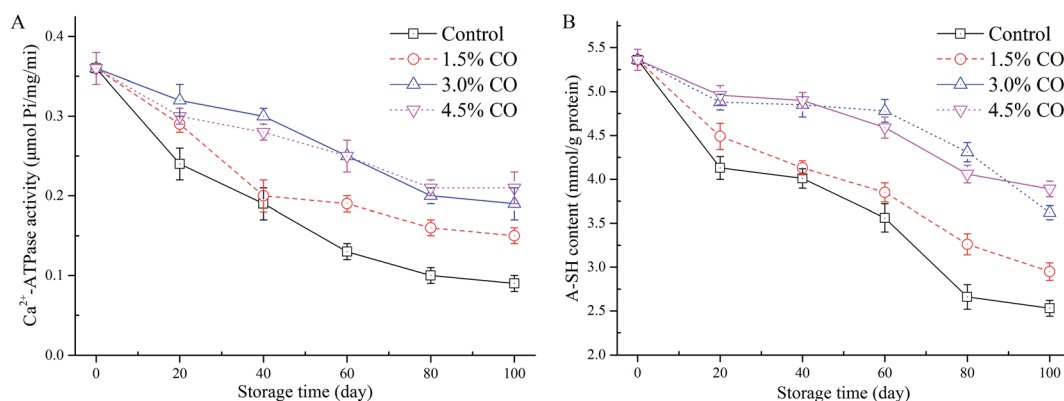 A
Control
1.5% CO
3.0% CO
4.5% CO
0.4
0.3
0.2
0.1
0.0
Ca²⁺-ATPase activity (μmol Pi/mg/mi)
0 20 40 60 80 100
Storage time (day)
B
Control
1.5% CO
3.0% CO
4.5% CO
5.5
5.0
4.5
4.0
3.5
3.0
2.5
2.0
A-SH content (mmol/g protein)
0 20 40 60 80 100
Storage time (day)